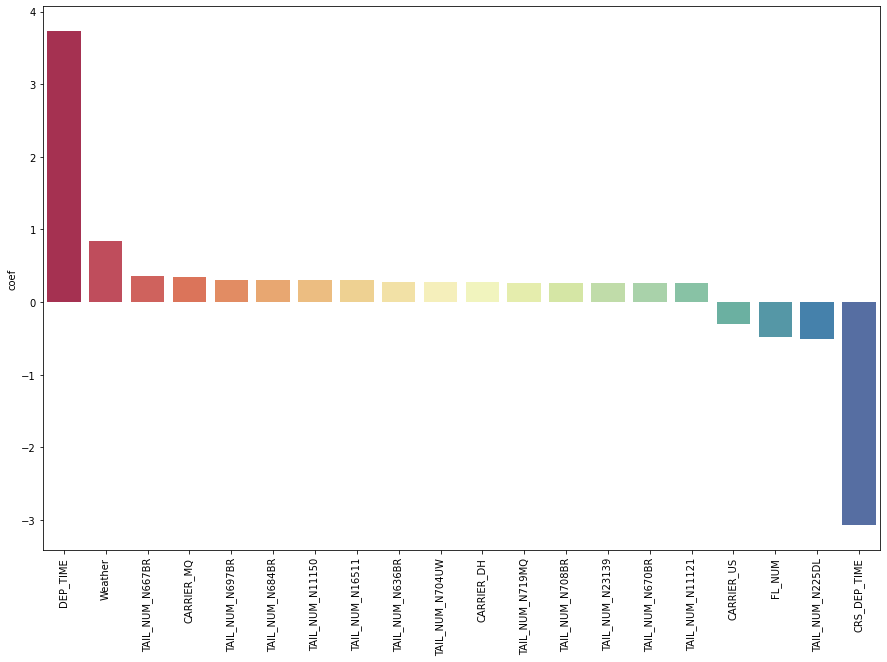 4
3
2
1
0
−1
−2
−3
coef
DEP_TIME
Weather
TAIL_NUM_N667BR
CARRIER_MQ
TAIL_NUM_N697BR
TAIL_NUM_N684BR
TAIL_NUM_N11150
TAIL_NUM_N16511
TAIL_NUM_N636BR
TAIL_NUM_N704UW
CARRIER_DH
TAIL_NUM_N719MQ
TAIL_NUM_N708BR
TAIL_NUM_N23139
TAIL_NUM_N670BR
TAIL_NUM_N11121
CARRIER_US
FL_NUM
TAIL_NUM_N225DL
CRS_DEP_TIME